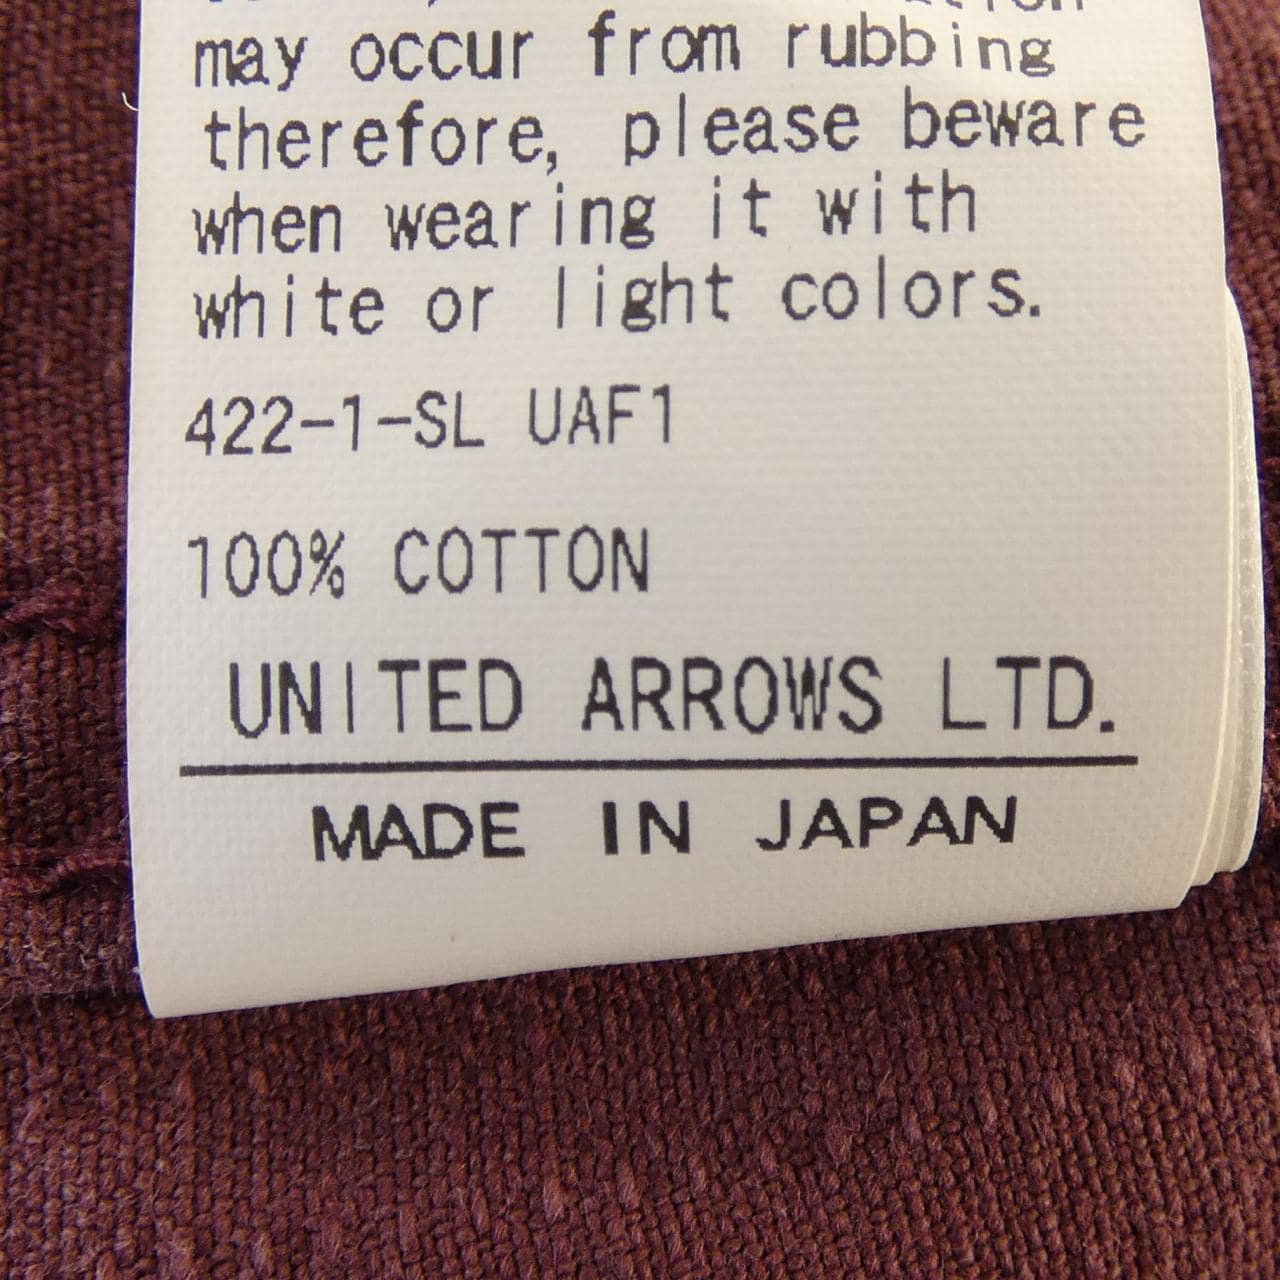 may occur from rubbing
therefore, please beware
when wearing it with
white or light colors.
422-1-SL UAF1
100% COTTON
UNITED ARROWS LTD.
MADE IN JAPAN